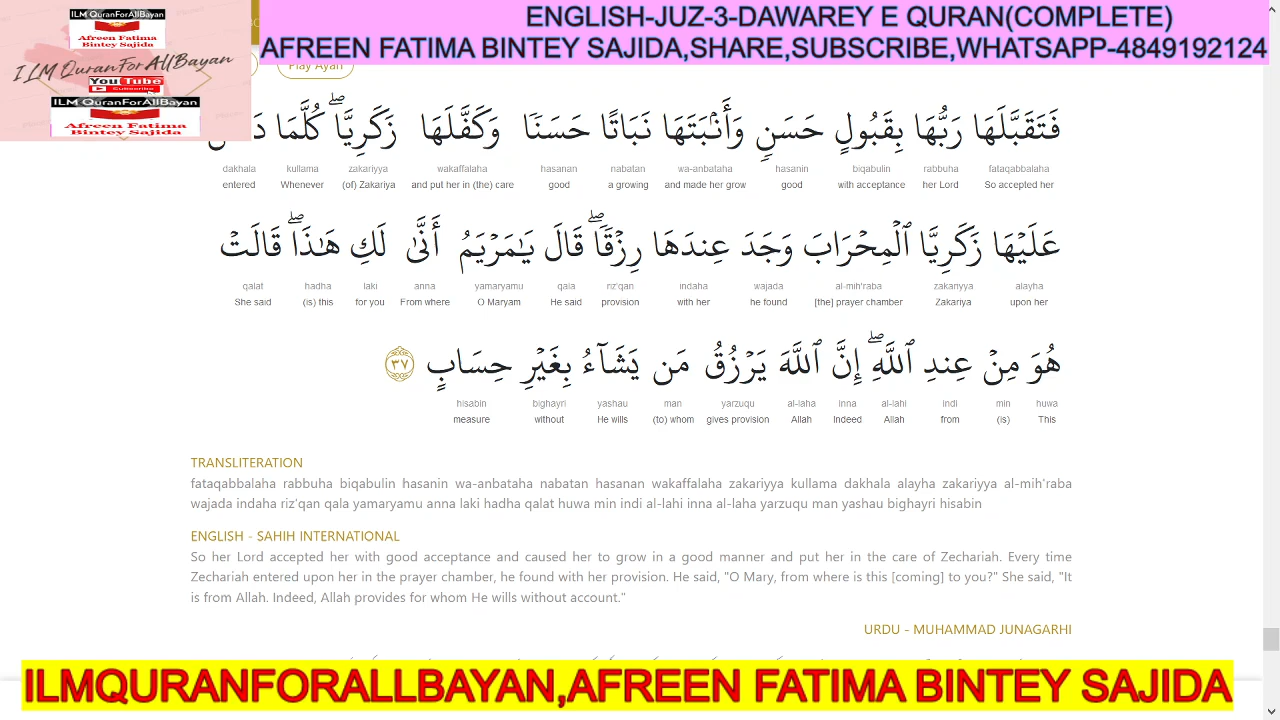 ENGLISH-JUZ-3-DAWAREY E QURAN(COMPLETE)
AFREEN FATIMA BINTEY SAJIDA,SHARE,SUBSCRIBE,WHATSAPP-4849192124
ILM QuranForAllBayan
Afreen Fatima
Bintey Sajida
ILM QuranForAllBayan
YouTube
Subscribe
ILM QuranForAllBayan
Afreen Fatima
Bintey Sajida
Play Ayah
فَتَقَبَّلَهَا رَبُّهَا بِقَبُولٍ حَسَنٍ وَأَنۢبَتَهَا نَبَاتًا حَسَنٗا وَكَفَّلَهَا زَكَرِيَّاۖ كُلَّمَا
dakhala kullama zakariyya wakaffalaha hasanan nabatan wa-anbataha hasanin biqabulin rabbuha fataqabbalaha
entered Whenever (of) Zakariya and put her in (the) care good a growing and made her grow good with acceptance her Lord So accepted her
عَلَيۡهَا زَكَرِيَّا ٱلۡمِحۡرَابَ وَجَدَ عِندَهَا رِزۡقٗاۖ قَالَ يَٰمَرۡيَمُ أَنَّىٰ لَكِ هَٰذَاۖ قَالَتۡ
qalat hadha laki anna yamaryamu qala riz'qan indaha wajada al-mih'raba zakariyya alayha
She said (is) this for you From where O Maryam He said provision with her he found [the] prayer chamber Zakariya upon her
هُوَ مِنۡ عِندِ ٱللَّهِۖ إِنَّ ٱللَّهَ يَرۡزُقُ مَن يَشَآءُ بِغَيۡرِ حِسَابٍ ٣٧
hisabin bighayri yashau man yarzuqu al-laha inna al-lahi indi min huwa
measure without He wills (to) whom gives provision Allah Indeed Allah from (is) This
TRANSLITERATION
fataqabbalaha rabbuha biqabulin hasanin wa-anbataha nabatan hasanan wakaffalaha zakariyya kullama dakhala alayha zakariyya al-mih'raba
wajada indaha riz'qan qala yamaryamu anna laki hadha qalat huwa min indi al-lahi inna al-laha yarzuqu man yashau bighayri hisabin
ENGLISH - SAHIH INTERNATIONAL
So her Lord accepted her with good acceptance and caused her to grow in a good manner and put her in the care of Zechariah. Every time
Zechariah entered upon her in the prayer chamber, he found with her provision. He said, "O Mary, from where is this [coming] to you?" She said, "It
is from Allah. Indeed, Allah provides for whom He wills without account."
URDU - MUHAMMAD JUNAGARHI
ILMQURANFORALLBAYAN,AFREEN FATIMA BINTEY SAJIDA